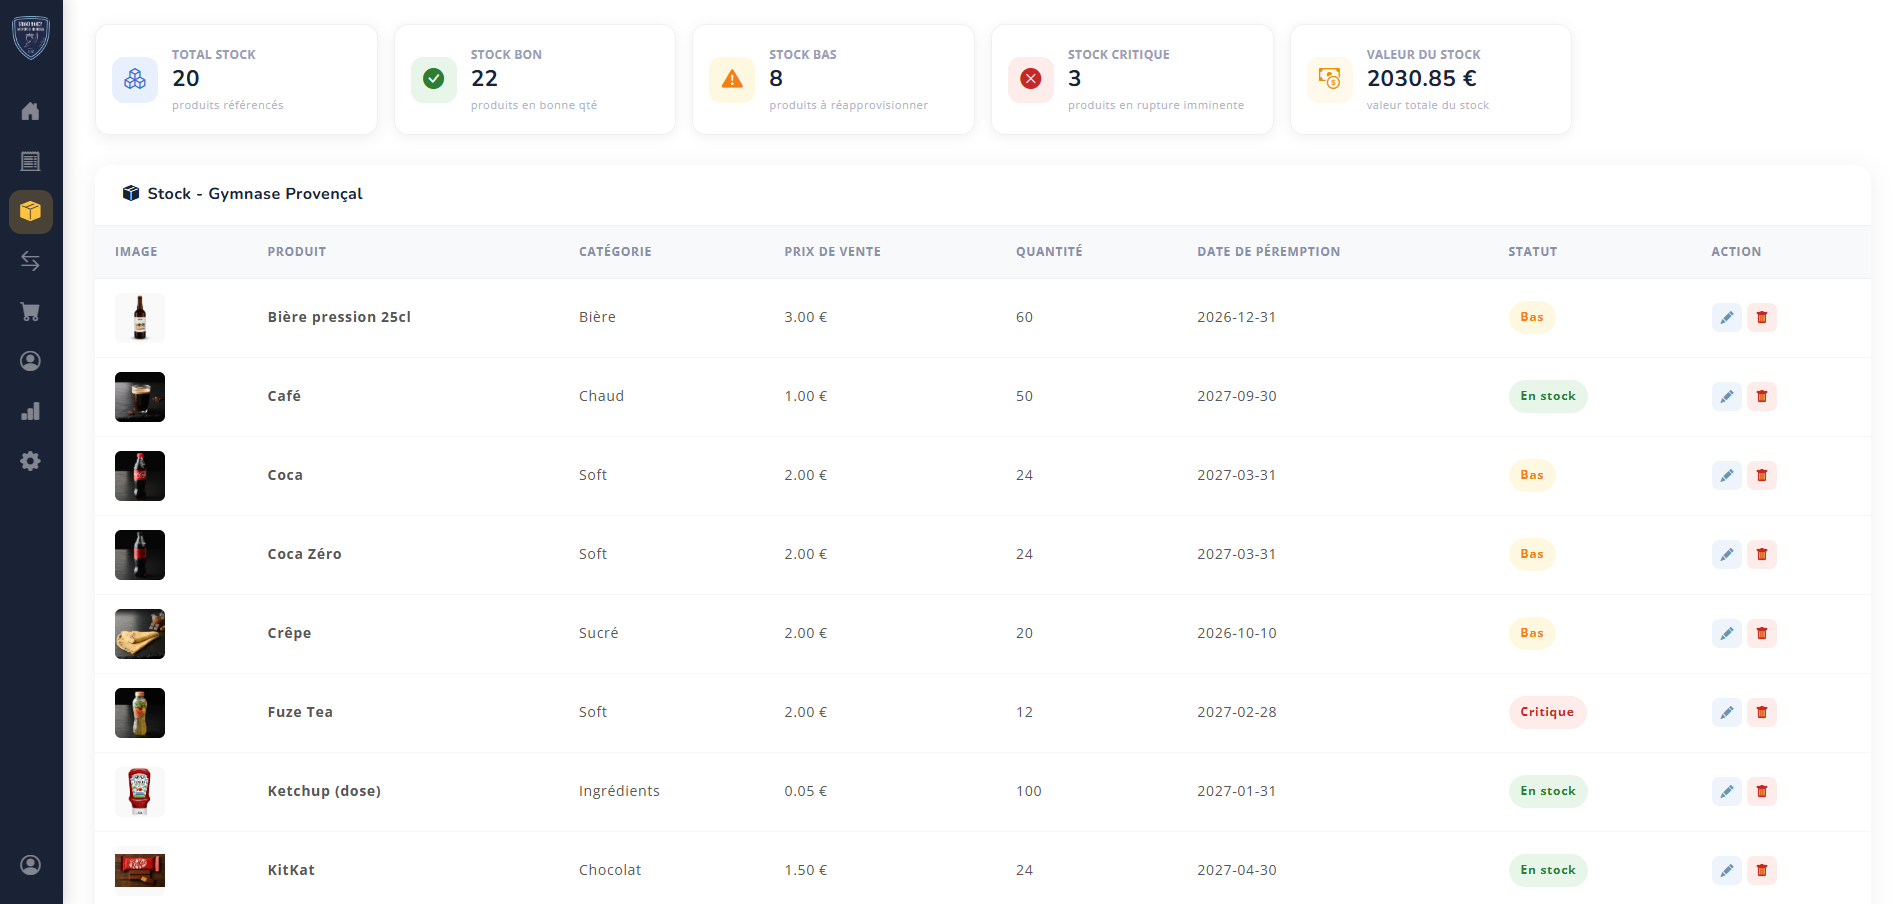 TOTAL STOCK
20
produits référencés
STOCK BON
22
produits en bonne qté
STOCK BAS
8
produits à réapprovisionner
STOCK CRITIQUE
3
produits en rupture imminente
VALEUR DU STOCK
2030.85 €
valeur totale du stock
Stock - Gymnase Provençal
IMAGE PRODUIT CATÉGORIE PRIX DE VENTE QUANTITÉ DATE DE PÉREMPTION STATUT ACTION
Bière pression 25cl Bière 3.00 € 60 2026-12-31 Bas
Café Chaud 1.00 € 50 2027-09-30 En stock
Coca Soft 2.00 € 24 2027-03-31 Bas
Coca Zéro Soft 2.00 € 24 2027-03-31 Bas
Crêpe Sucré 2.00 € 20 2026-10-10 Bas
Fuze Tea Soft 2.00 € 12 2027-02-28 Critique
Ketchup (dose) Ingrédients 0.05 € 100 2027-01-31 En stock
KitKat Chocolat 1.50 € 24 2027-04-30 En stock